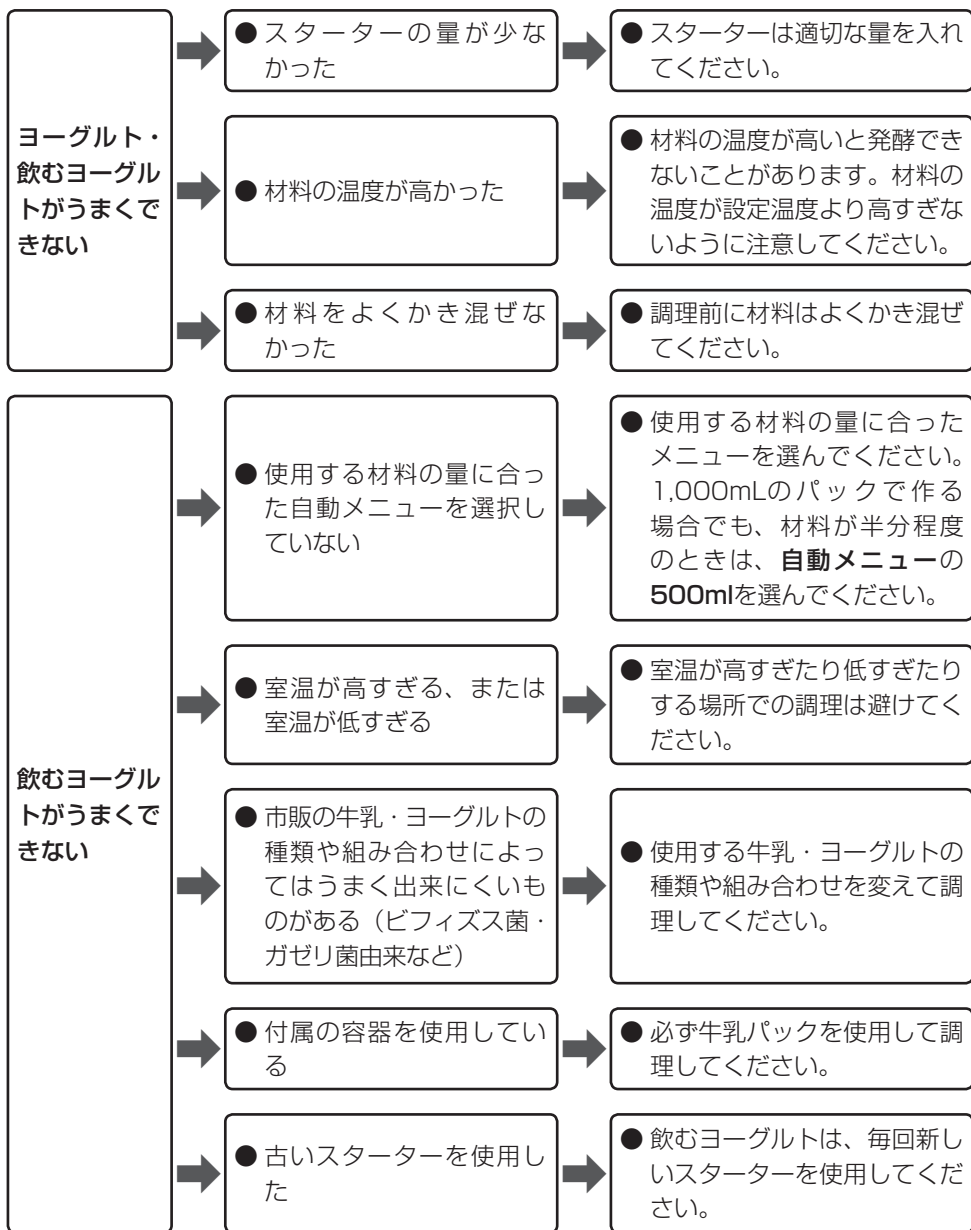 ヨーグルト・
飲むヨーグル
トがうまくで
きない
● スターターの量が少な
かった
● スターターは適切な量を入れ
てください。
● 材料の温度が高かった
● 材料の温度が高いと発酵でき
ないことがあります。材料の
温度が設定温度より高すぎな
いように注意してください。
● 材料をよくかき混ぜな
かった
● 調理前に材料はよくかき混ぜ
てください。
飲むヨーグル
トがうまくで
きない
● 使用する材料の量に合っ
た自動メニューを選択し
ていない
● 使用する材料の量に合った
メニューを選んでください。
1,000mLのパックで作る
場合でも、材料が半分程度
のときは、自動メニューの
500mlを選んでください。
● 室温が高すぎる、または
室温が低すぎる
● 室温が高すぎたり低すぎたり
する場所での調理は避けてく
ださい。
● 市販の牛乳・ヨーグルトの
種類や組み合わせによっ
てはうまく出来にくいも
のがある（ビフィズス菌・
ガゼリ菌由来など）
● 使用する牛乳・ヨーグルトの
種類や組み合わせを変えて調
理してください。
● 付属の容器を使用してい
る
● 必ず牛乳パックを使用して調
理してください。
● 古いスターターを使用し
た
● 飲むヨーグルトは、毎回新し
いスターターを使用してくだ
さい。